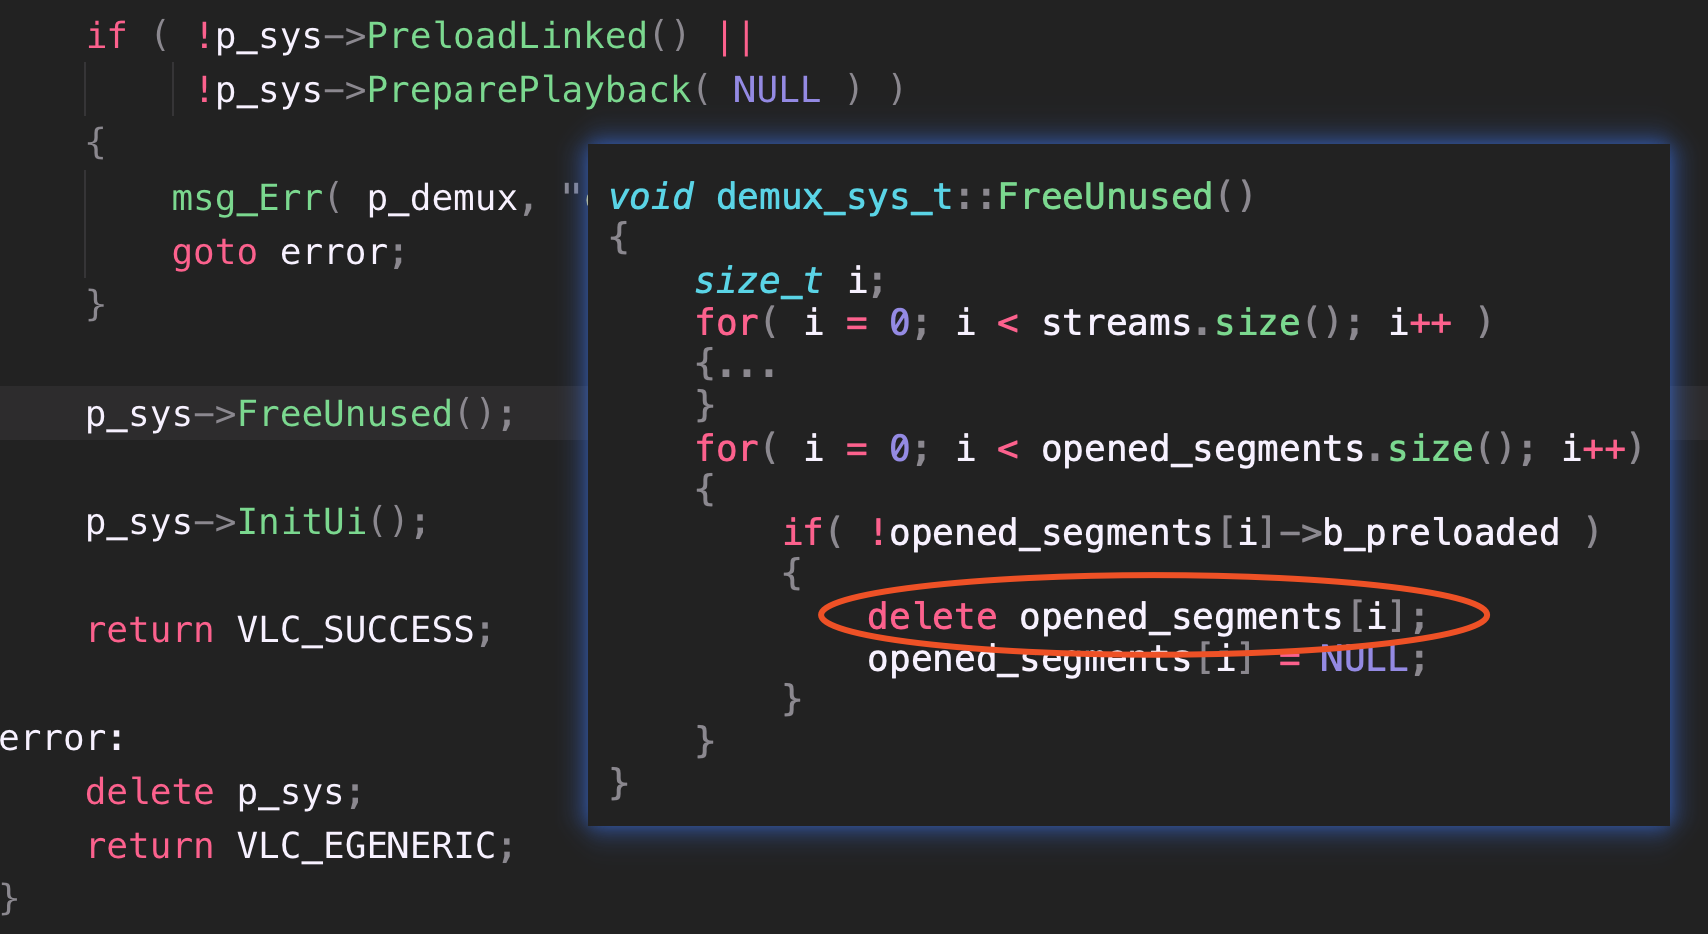 if ( !p_sys->PreloadLinked() ||
!p_sys->PreparePlayback( NULL ) )
{
msg_Err( p_demux, "
goto error;
}
p_sys->FreeUnused();
p_sys->InitUi();
return VLC_SUCCESS;
error:
delete p_sys;
return VLC_EGENERIC;
}
void demux_sys_t::FreeUnused()
{
size_t i;
for( i = 0; i < streams.size(); i++ )
{...
}
for( i = 0; i < opened_segments.size(); i++)
{
if( !opened_segments[i]->b_preloaded )
{
delete opened_segments[i];
opened_segments[i] = NULL;
}
}
}